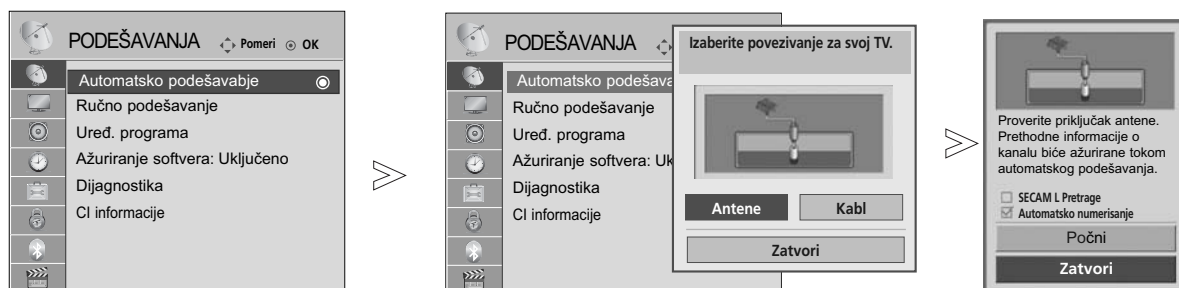 PODEŠAVANJA Pomeri OK
Automatsko podešavabje
Ručno podešavanje
Uređ. programa
Ažuriranje softvera: Uključeno
Dijagnostika
CI informacije
PODEŠAVANJA
Automatsko podešava
Ručno podešavanje
Uređ. programa
Ažuriranje softvera: Uk
Dijagnostika
CI informacije
Izaberite povezivanje za svoj TV.
Antene Kabl
Zatvori
Proverite priključak antene.
Prethodne informacije o
kanalu biće ažurirane tokom
automatskog podešavanja.
SECAM L Pretrage
Automatsko numerisanje
Počni
Zatvori